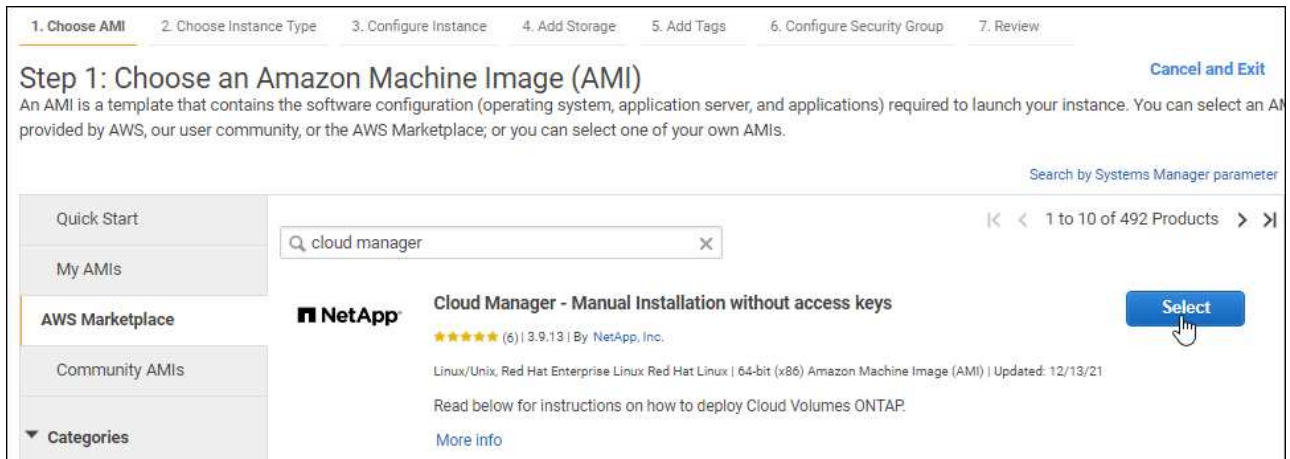 1. Choose AMI 2. Choose Instance Type 3. Configure Instance 4. Add Storage 5. Add Tags 6. Configure Security Group 7. Review
Step 1: Choose an Amazon Machine Image (AMI)
Cancel and Exit
An AMI is a template that contains the software configuration (operating system, application server, and applications) required to launch your instance. You can select an AM
provided by AWS, our user community, or the AWS Marketplace; or you can select one of your own AMIs.
Search by Systems Manager parameter
Quick Start
My AMIs
AWS Marketplace
Community AMIs
Categories
cloud manager
1 to 10 of 492 Products
NetApp
Cloud Manager - Manual Installation without access keys
(6) | 3.9.13 | By NetApp, Inc.
Linux/Unix, Red Hat Enterprise Linux Red Hat Linux | 64-bit (x86) Amazon Machine Image (AMI) | Updated: 12/13/21
Read below for instructions on how to deploy Cloud Volumes ONTAP.
More info
Select